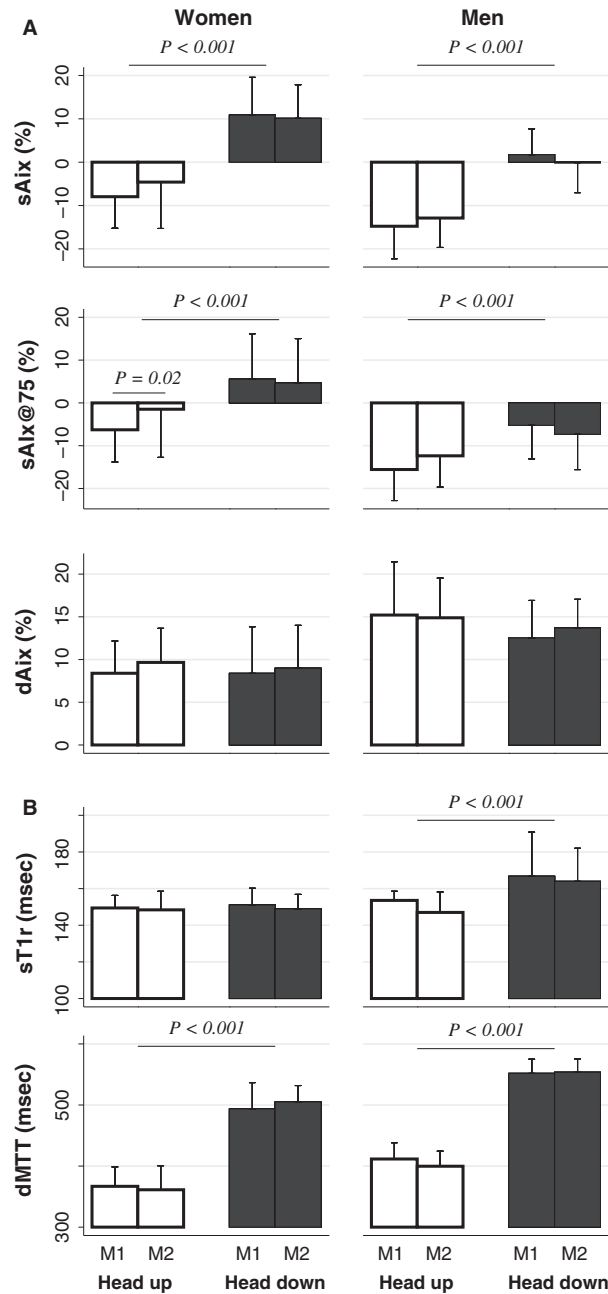 Women Men
A
P < 0.001 P < 0.001
sAix (%)
20
10
0
−10
−20
P < 0.001 P < 0.001
P = 0.02
sAIx@75 (%)
20
10
0
−10
−20
dAix (%)
20
15
10
5
0
B
P < 0.001
sT1r (msec)
180
140
100
P < 0.001 P < 0.001
dMTT (msec)
500
300
M1 M2 M1 M2 M1 M2 M1 M2
Head up Head down Head up Head down